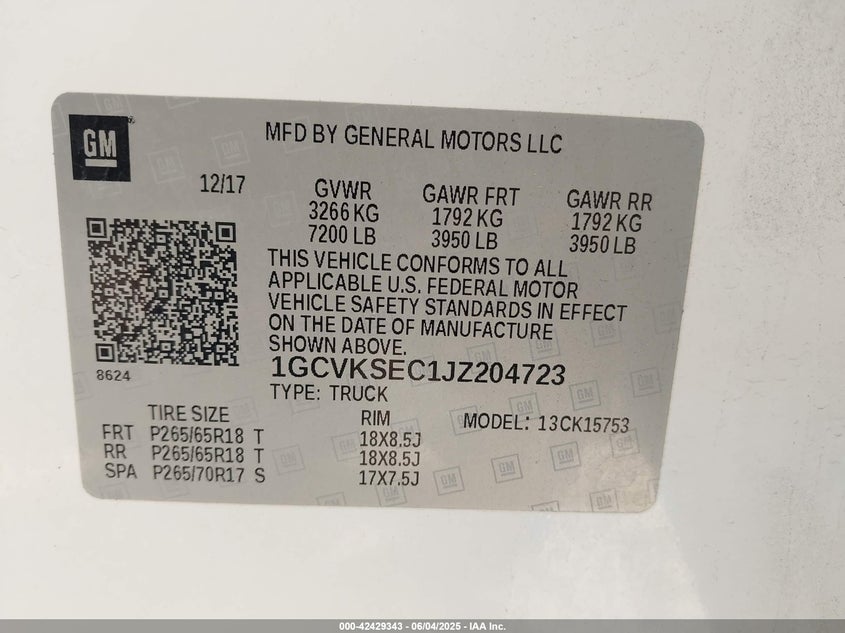 GM
MFD BY GENERAL MOTORS LLC
12/17
GVWR GAWR FRT GAWR RR
3266 KG 1792 KG 1792 KG
7200 LB 3950 LB 3950 LB
THIS VEHICLE CONFORMS TO ALL
APPLICABLE U.S. FEDERAL MOTOR
VEHICLE SAFETY STANDARDS IN EFFECT
ON THE DATE OF MANUFACTURE
SHOWN ABOVE.
8624
1GCVKSEC1JZ204723
TYPE: TRUCK
TIRE SIZE RIM MODEL: 13CK15753
FRT P265/65R18 T 18X8.5J
RR P265/65R18 T 18X8.5J
SPA P265/70R17 S 17X7.5J
000-42429343 - 06/04/2025 - IAA Inc.